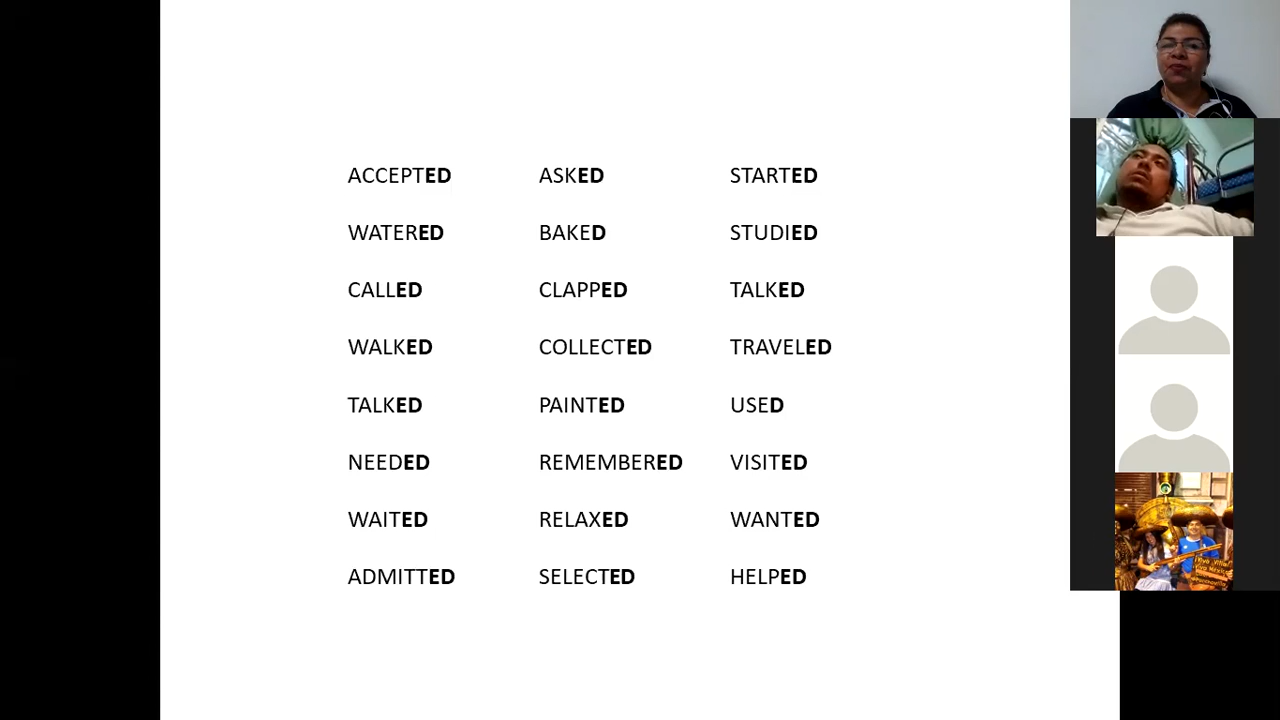 ACCEPTED ASKED STARTED
WATERED BAKED STUDIED
CALLED CLAPPED TALKED
WALKED COLLECTED TRAVELED
TALKED PAINTED USED
NEEDED REMEMBERED VISITED
WAITED RELAXED WANTED
ADMITTED SELECTED HELPED